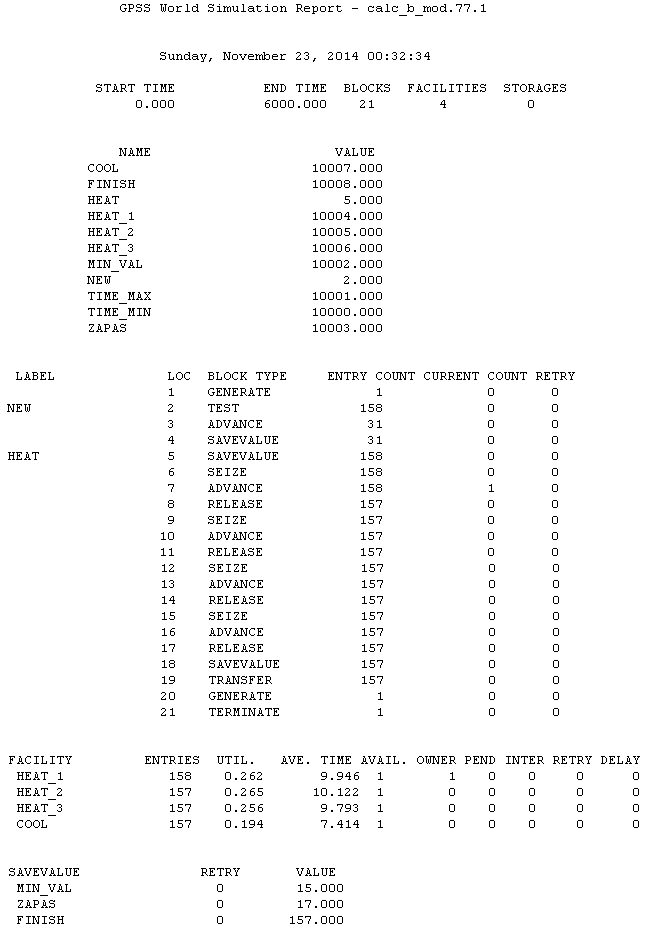 GPSS World Simulation Report - calc_b_mod.77.1
Sunday, November 23, 2014 00:32:34
START TIME END TIME BLOCKS FACILITIES STORAGES
0.000 6000.000 21 4 0
NAME VALUE
COOL 10007.000
FINISH 10008.000
HEAT 5.000
HEAT_1 10004.000
HEAT_2 10005.000
HEAT_3 10006.000
MIN_VAL 10002.000
NEW 2.000
TIME_MAX 10001.000
TIME_MIN 10000.000
ZAPAS 10003.000
LABEL LOC BLOCK TYPE ENTRY COUNT CURRENT COUNT RETRY
1 GENERATE 1 0 0
NEW 2 TEST 158 0 0
3 ADVANCE 31 0 0
4 SAVEVALUE 31 0 0
HEAT 5 SAVEVALUE 158 0 0
6 SEIZE 158 0 0
7 ADVANCE 158 1 0
8 RELEASE 157 0 0
9 SEIZE 157 0 0
10 ADVANCE 157 0 0
11 RELEASE 157 0 0
12 SEIZE 157 0 0
13 ADVANCE 157 0 0
14 RELEASE 157 0 0
15 SEIZE 157 0 0
16 ADVANCE 157 0 0
17 RELEASE 157 0 0
18 SAVEVALUE 157 0 0
19 TRANSFER 157 0 0
20 GENERATE 1 0 0
21 TERMINATE 1 0 0
FACILITY ENTRIES UTIL. AVE. TIME AVAIL. OWNER PEND INTER RETRY DELAY
HEAT_1 158 0.262 9.946 1 1 0 0 0 0
HEAT_2 157 0.265 10.122 1 0 0 0 0 0
HEAT_3 157 0.256 9.793 1 0 0 0 0 0
COOL 157 0.194 7.414 1 0 0 0 0 0
SAVEVALUE RETRY VALUE
MIN_VAL 0 15.000
ZAPAS 0 17.000
FINISH 0 157.000